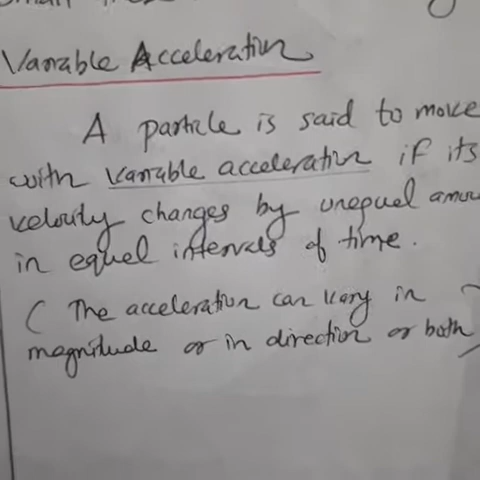 Variable Acceleration
A particle is said to move
with variable acceleration if its
velocity changes by unequal amou
in equal intervals of time.
( The acceleration can vary in
magnitude or in direction or both )